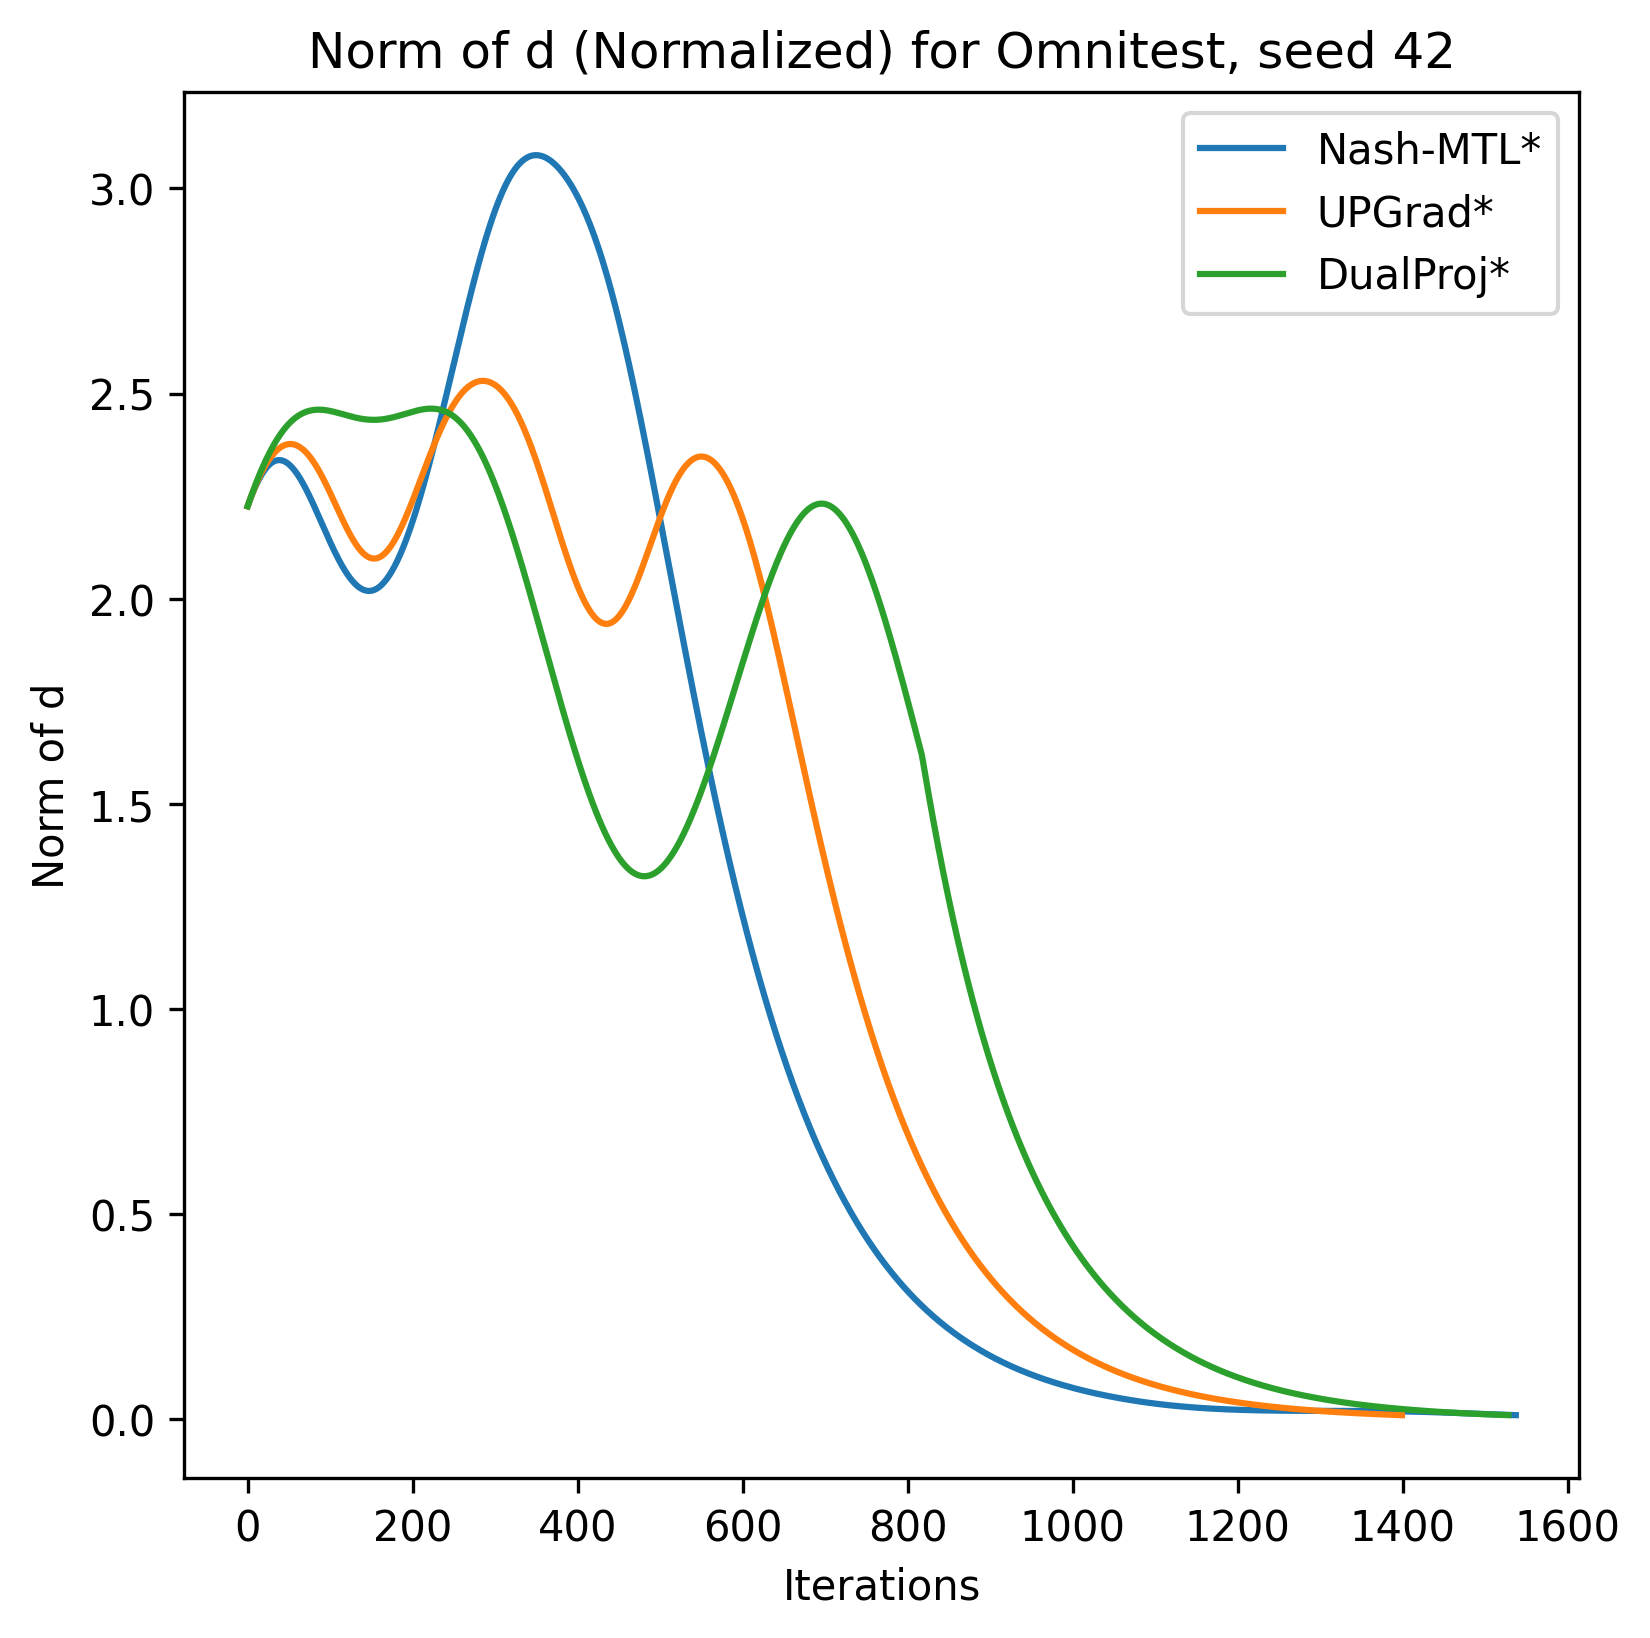 Norm of d (Normalized) for Omnitest, seed 42
Nash-MTL*
UPGrad*
DualProj*
3.0
2.5
2.0
1.5
1.0
0.5
0.0
Norm of d
0 200 400 600 800 1000 1200 1400 1600
Iterations